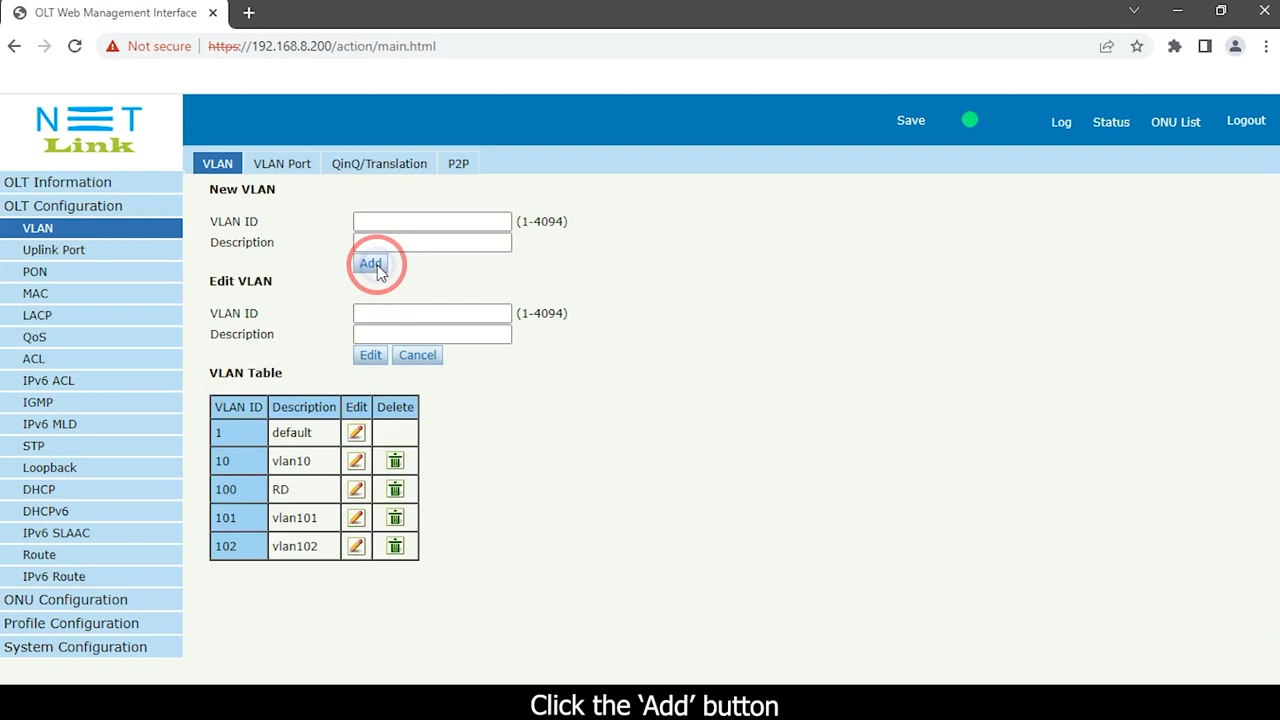 OLT Web Management Interface
Not secure https://192.168.8.200/action/main.html
NET
Link
Save
Log
Status
ONU List
Logout
VLAN
VLAN Port
QinQ/Translation
P2P
OLT Information
OLT Configuration
VLAN
Uplink Port
PON
MAC
LACP
QoS
ACL
IPv6 ACL
IGMP
IPv6 MLD
STP
Loopback
DHCP
DHCPv6
IPv6 SLAAC
Route
IPv6 Route
ONU Configuration
Profile Configuration
System Configuration
New VLAN
VLAN ID (1-4094)
Description
Add
Edit VLAN
VLAN ID (1-4094)
Description
Edit Cancel
VLAN Table
VLAN ID Description Edit Delete
1 default
10 vlan10
100 RD
101 vlan101
102 vlan102
Click the ‘Add’ button